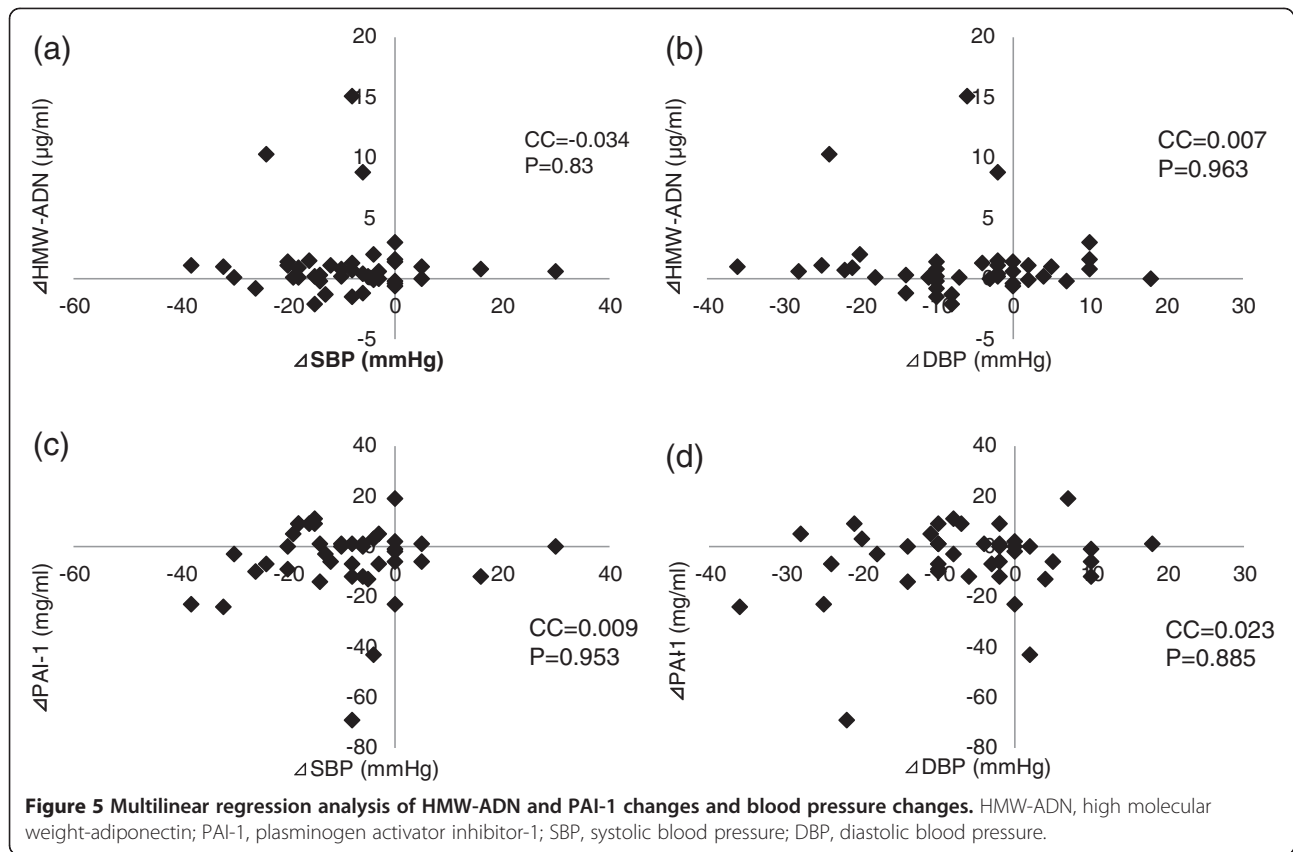 (a)
20
15
10
5
0
-5
-60
-40
-20
0
20
40
⊿HMW-ADN (µg/ml)
⊿SBP (mmHg)
CC=-0.034
P=0.83
(b)
20
15
10
5
0
-5
-40
-30
-20
-10
0
10
20
30
⊿HMW-ADN (µg/ml)
⊿DBP (mmHg)
CC=0.007
P=0.963
(c)
40
20
0
-20
-40
-60
-80
-60
-40
-20
0
20
40
⊿PAI-1 (mg/ml)
⊿SBP (mmHg)
CC=0.009
P=0.953
(d)
40
20
0
-20
-40
-60
-80
-40
-30
-20
-10
0
10
20
30
⊿PAI-1 (mg/ml)
⊿DBP (mmHg)
CC=0.023
P=0.885
Figure 5 Multilinear regression analysis of HMW-ADN and PAI-1 changes and blood pressure changes. HMW-ADN, high molecular
weight-adiponectin; PAI-1, plasminogen activator inhibitor-1; SBP, systolic blood pressure; DBP, diastolic blood pressure.